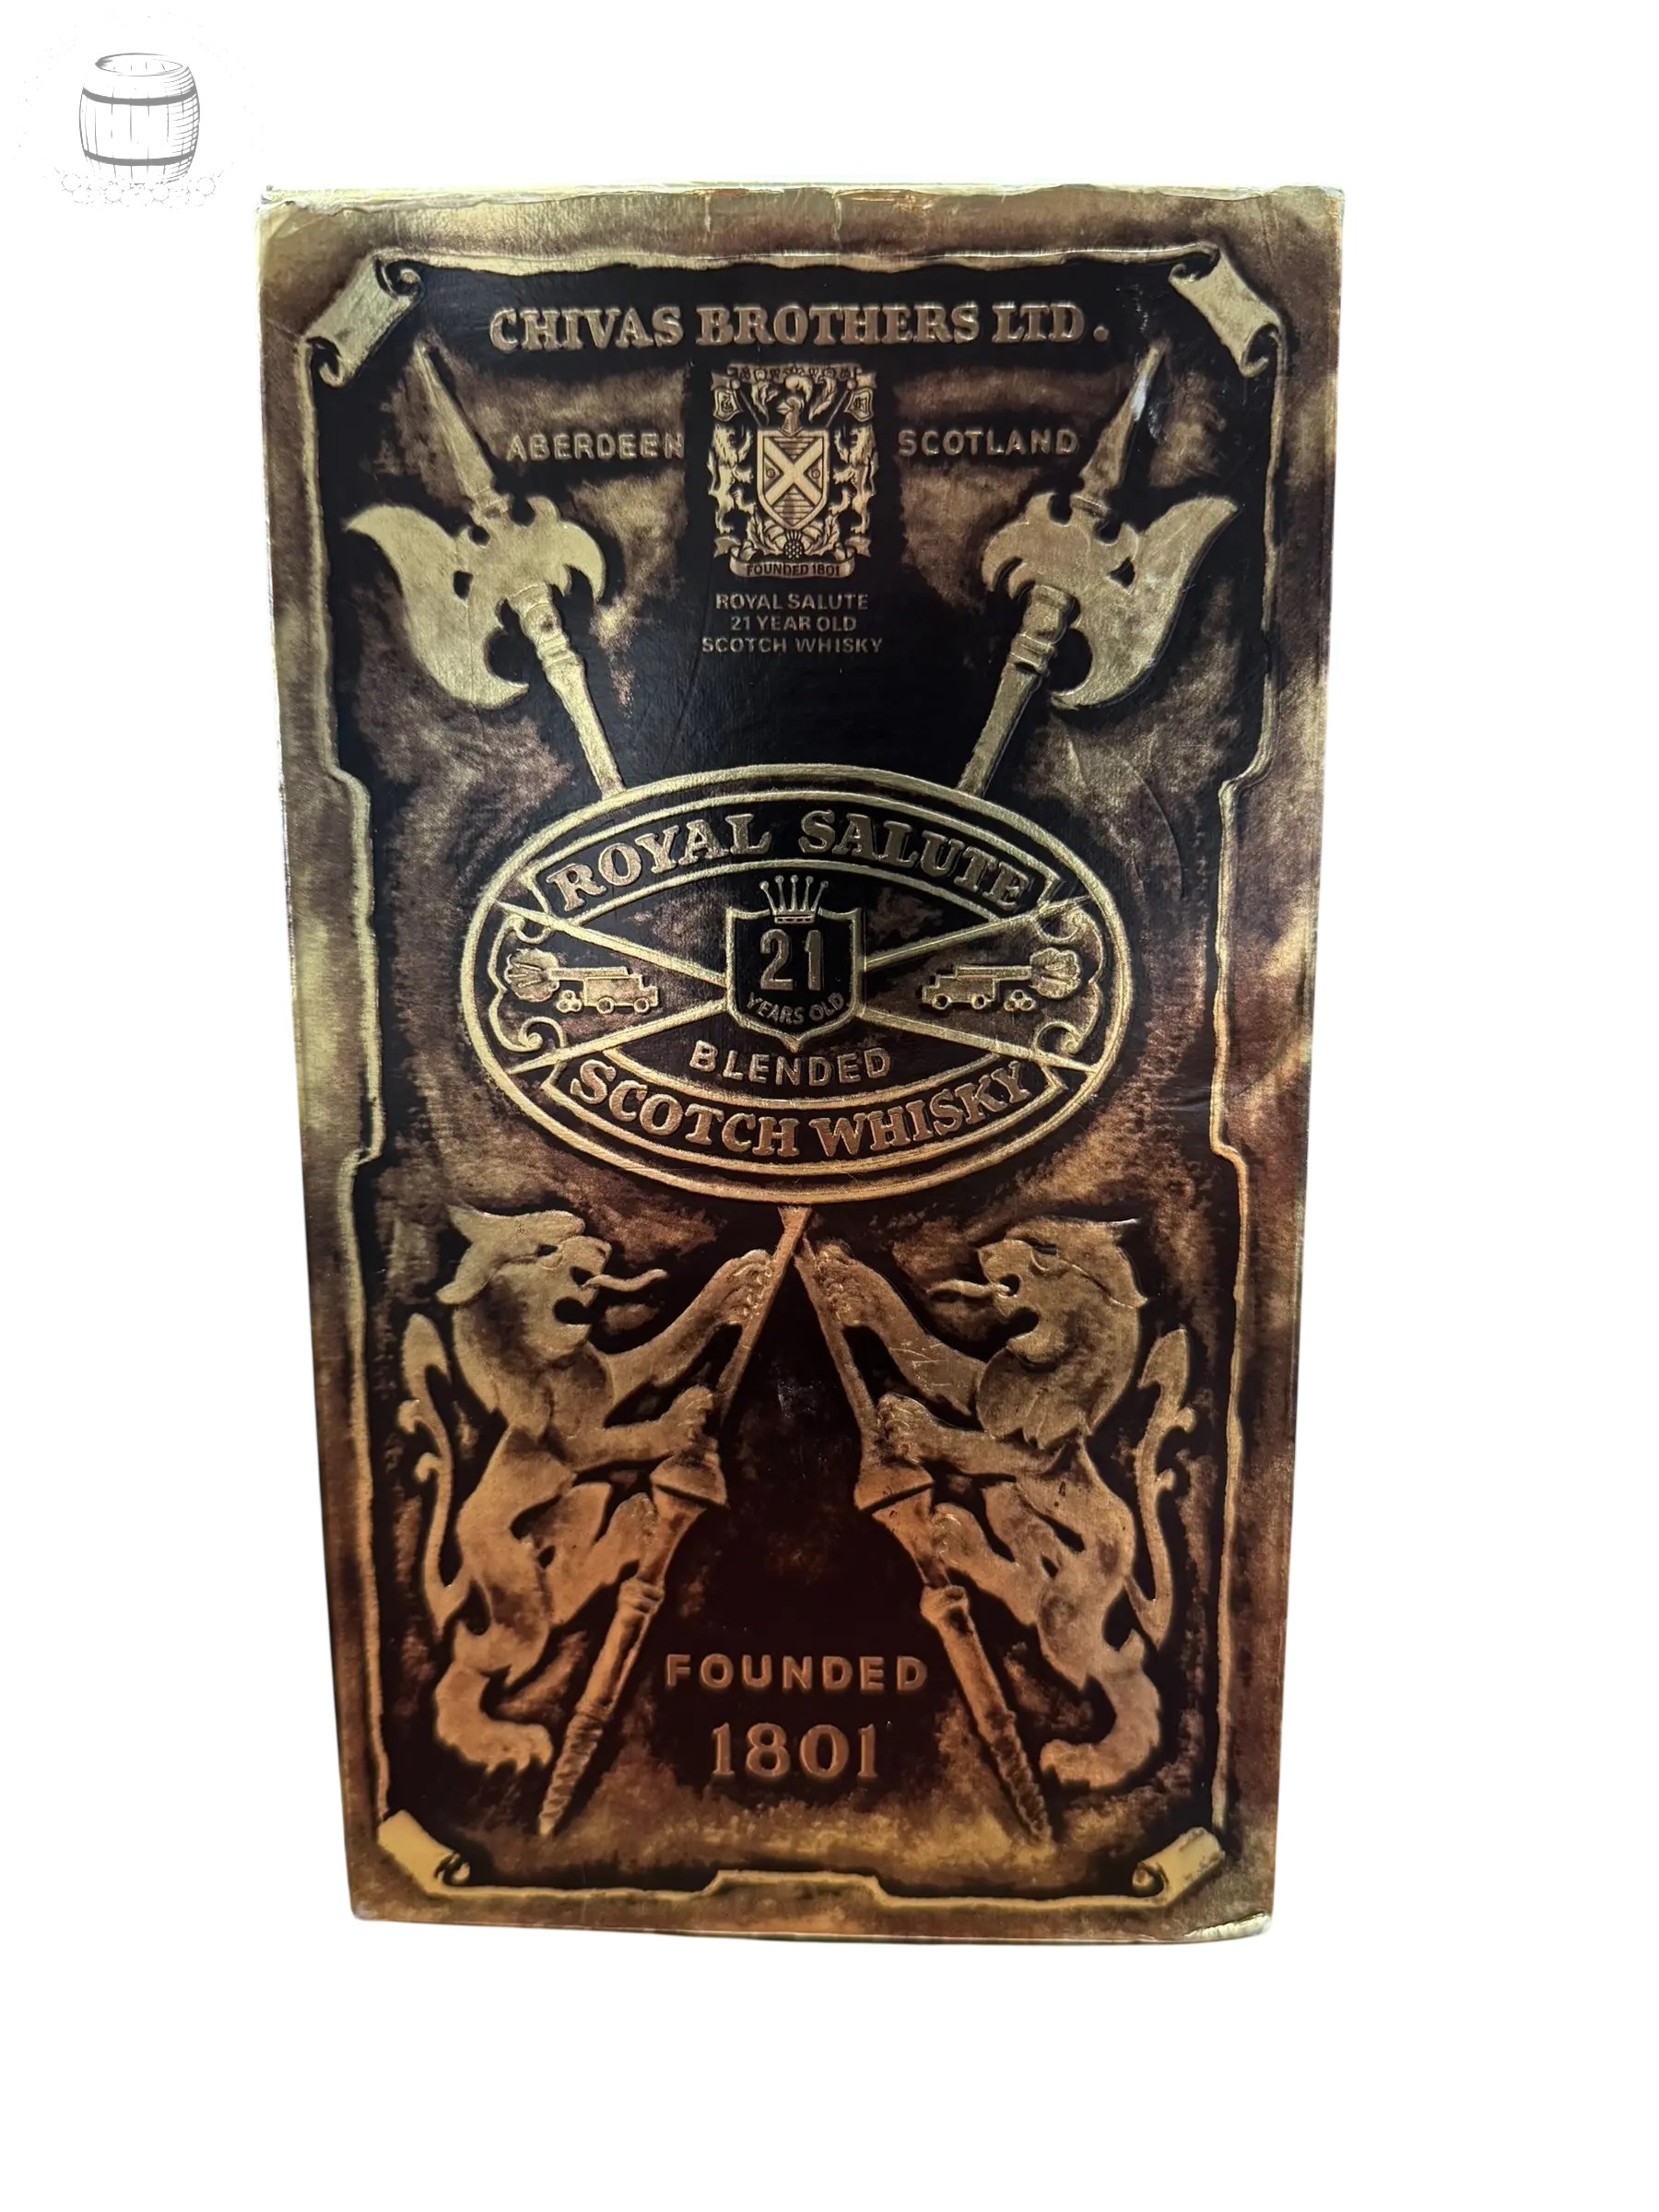 CHIVAS BROTHERS LTD.
ABERDEEN SCOTLAND
FOUNDED 1801
ROYAL SALUTE
21 YEAR OLD
SCOTCH WHISKY
ROYAL SALUTE
21
YEARS OLD
BLENDED
SCOTCH WHISKY
FOUNDED
1801